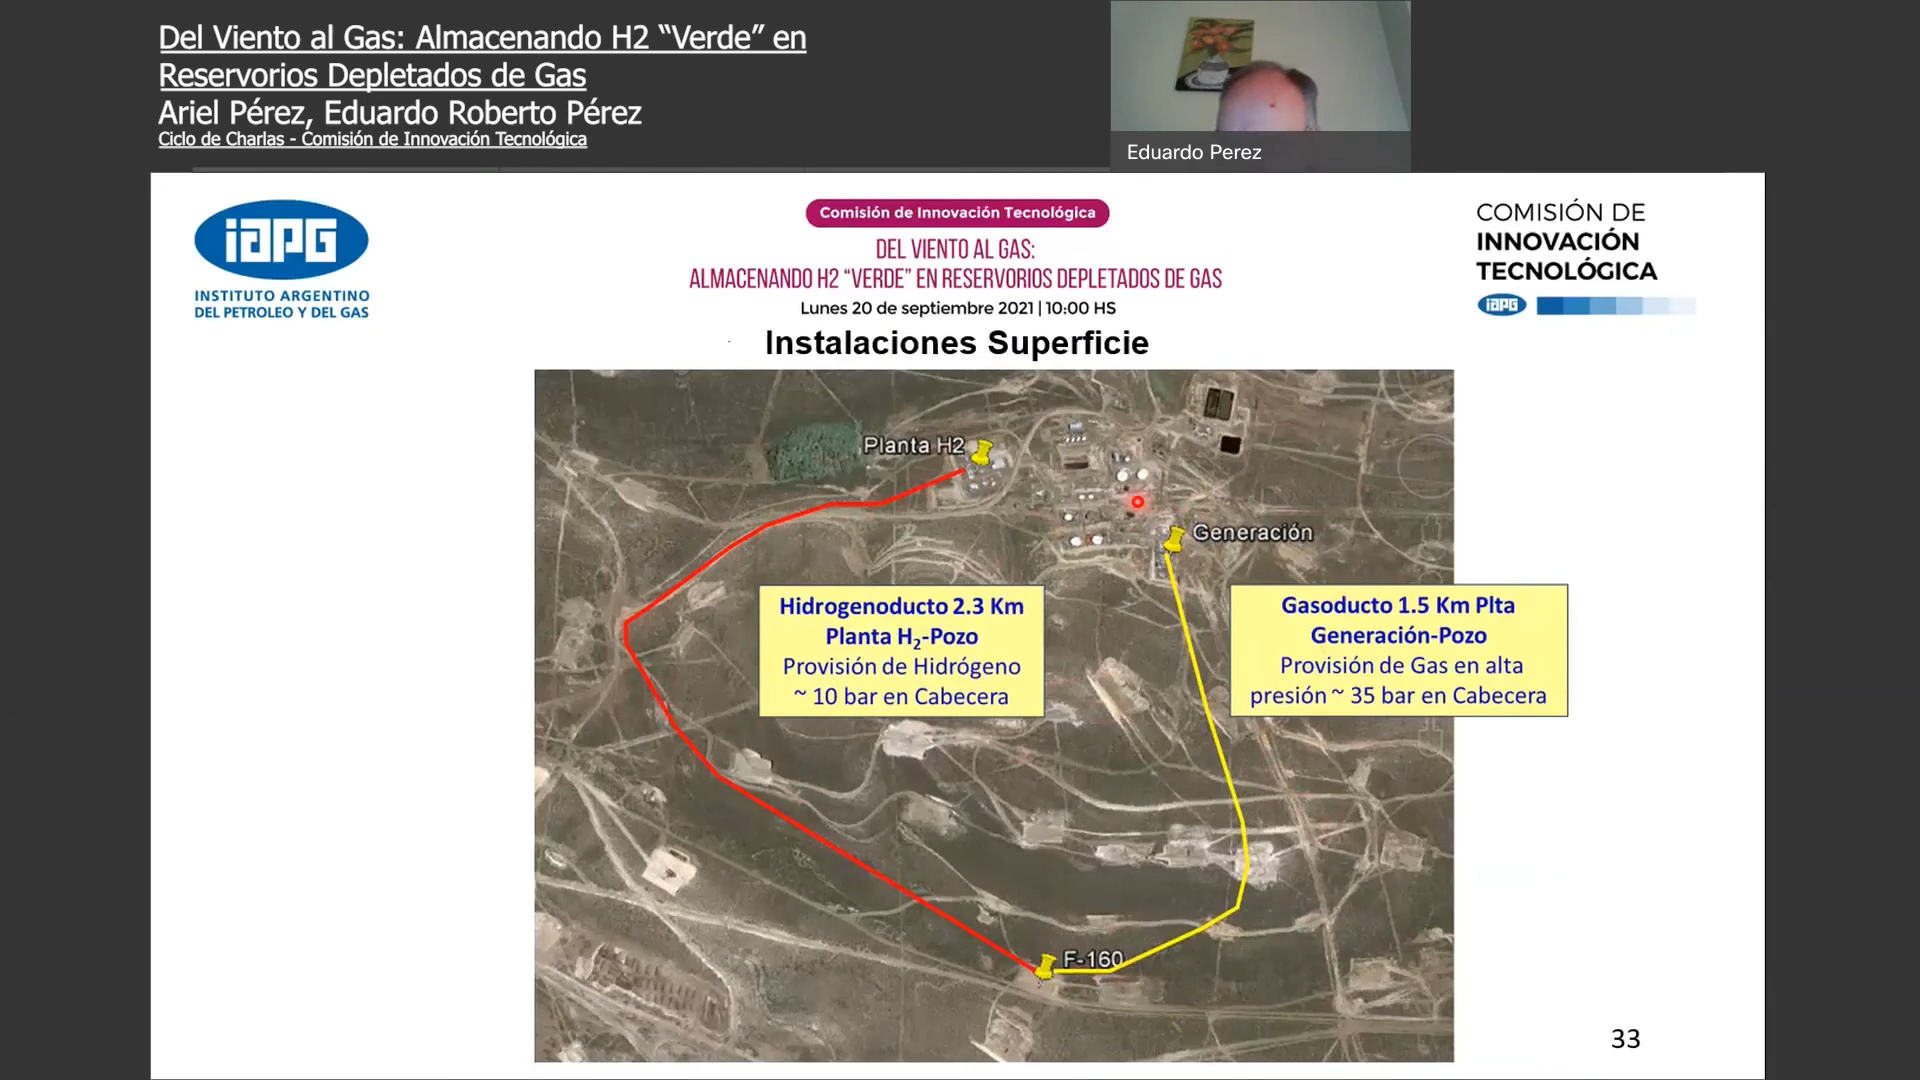 Del Viento al Gas: Almacenando H2 “Verde” en
Reservorios Depletados de Gas
Ariel Pérez, Eduardo Roberto Pérez
Ciclo de Charlas - Comisión de Innovación Tecnológica
Eduardo Perez
iapg
INSTITUTO ARGENTINO
DEL PETROLEO Y DEL GAS
Comisión de Innovación Tecnológica
DEL VIENTO AL GAS:
ALMACENANDO H2 “VERDE” EN RESERVORIOS DEPLETADOS DE GAS
Lunes 20 de septiembre 2021 | 10:00 HS
COMISIÓN DE
INNOVACIÓN
TECNOLÓGICA
iapg
Instalaciones Superficie
Planta H2
Generación
Hidrogenoducto 2.3 Km
Planta H₂-Pozo
Provisión de Hidrógeno
~ 10 bar en Cabecera
Gasoducto 1.5 Km Plta
Generación-Pozo
Provisión de Gas en alta
presión ~ 35 bar en Cabecera
F-160
33